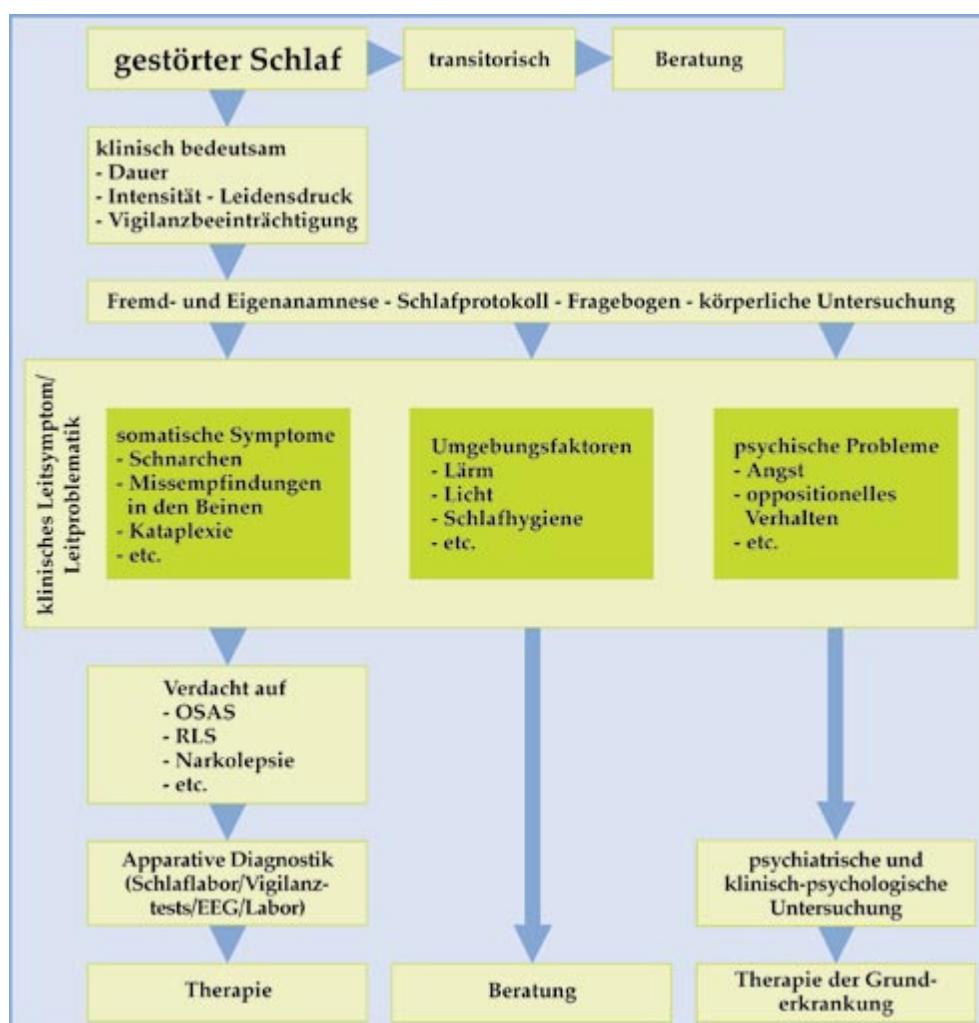 gestörter Schlaf
transitorisch
Beratung
klinisch bedeutsam
- Dauer
- Intensität - Leidensdruck
- Vigilanzbeeinträchtigung
Fremd- und Eigenanamnese - Schlafprotokoll - Fragebogen - körperliche Untersuchung
klinisches Leitsymptom/
Leitproblematik
somatische Symptome
- Schnarchen
- Missempfindungen
in den Beinen
- Kataplexie
- etc.
Umgebungsfaktoren
- Lärm
- Licht
- Schlafhygiene
- etc.
psychische Probleme
- Angst
- oppositionelles
Verhalten
- etc.
Verdacht auf
- OSAS
- RLS
- Narkolepsie
- etc.
Apparative Diagnostik
(Schlaflabor/Vigilanz-
tests/EEG/Labor)
psychiatrische und
klinisch-psychologische
Untersuchung
Therapie
Beratung
Therapie der Grund-
erkrankung